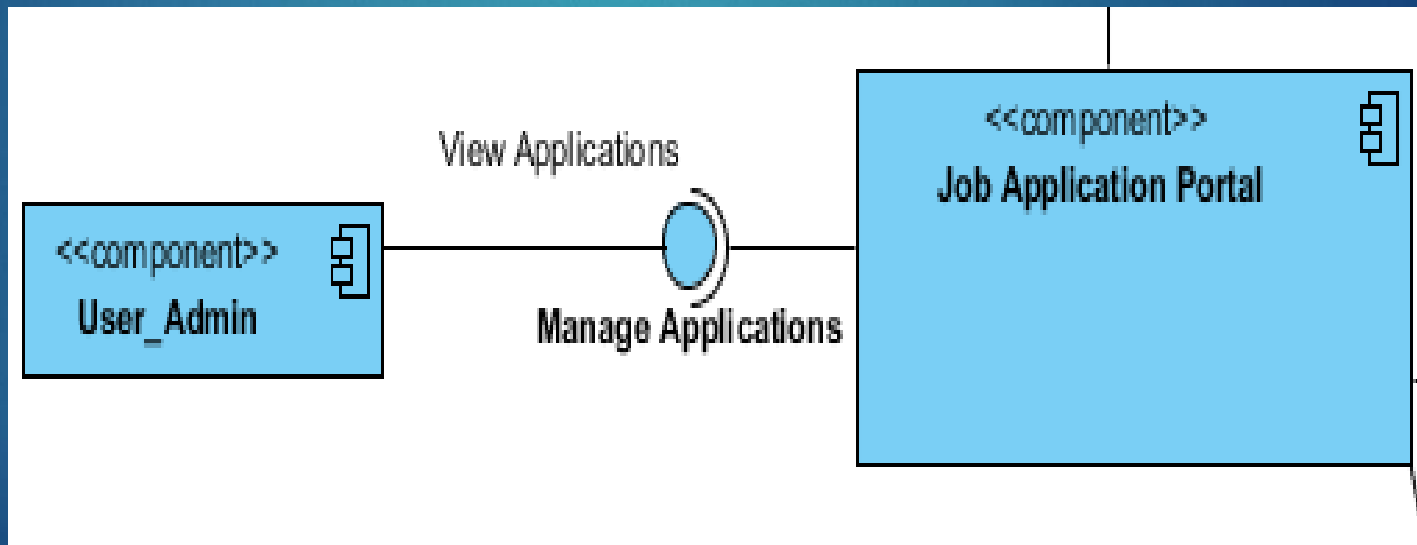 View Applications
<<component>>
User_Admin
Manage Applications
<<component>>
Job Application Portal